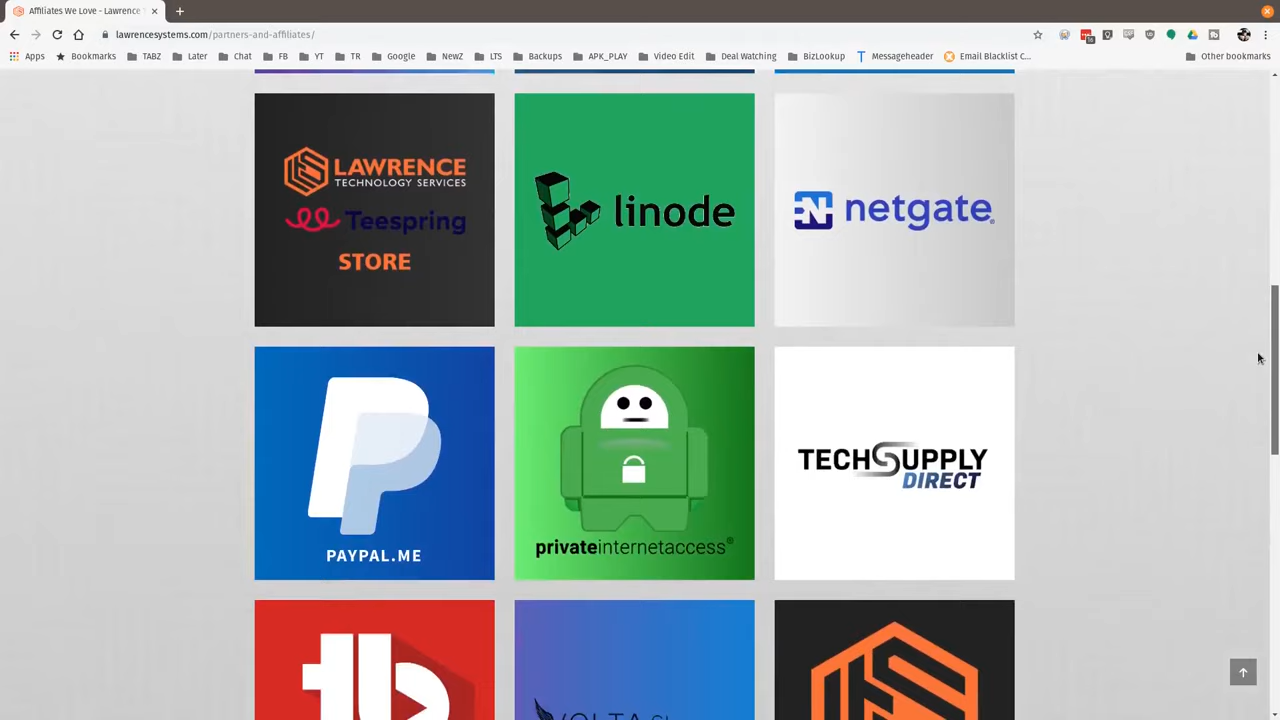 Affiliates We Love - Lawrence
lawrencesystems.com/partners-and-affiliates/
Apps
Bookmarks
TABZ
Later
Chat
FB
YT
TR
Google
NewZ
LTS
Backups
APK_PLAY
Video Edit
Deal Watching
BizLookup
Messageheader
Email Blacklist C...
Other bookmarks
LAWRENCE
TECHNOLOGY SERVICES
Teespring
STORE
linode
netgate®
PAYPAL.ME
privateinternetaccess®
TECHSUPPLY
DIRECT
tb
VOLTA